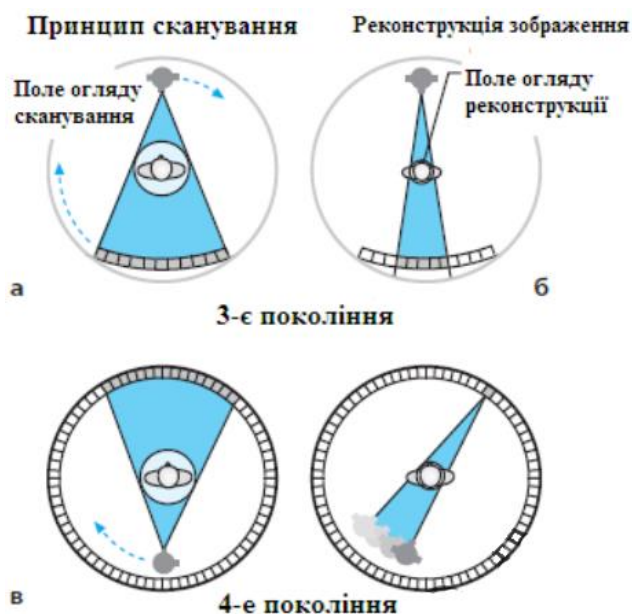 Принцип сканування
Реконструкція зображення
Поле огляду
сканування
Поле огляду
реконструкції
а
б
3-є покоління
в
4-е покоління